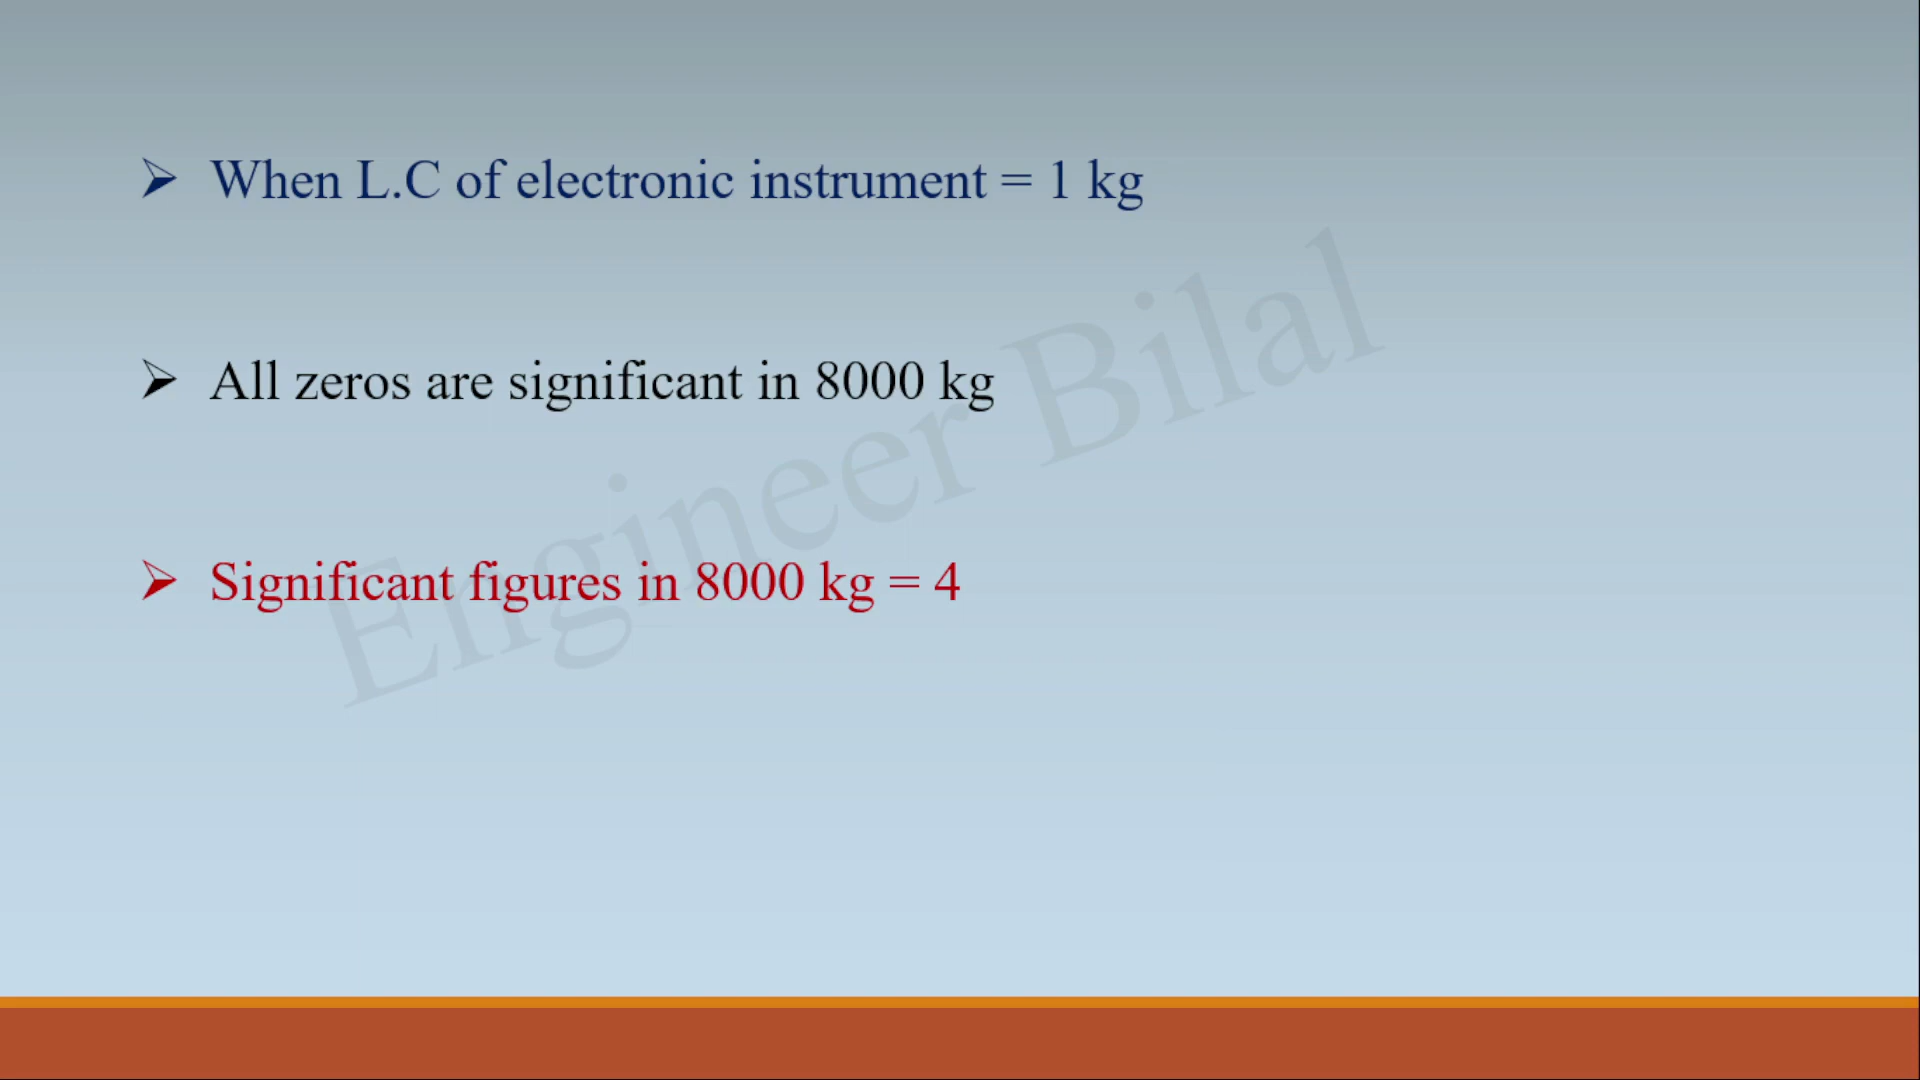 ➢ When L.C of electronic instrument = 1 kg
➢ All zeros are significant in 8000 kg
➢ Significant figures in 8000 kg = 4
Engineer Bilal